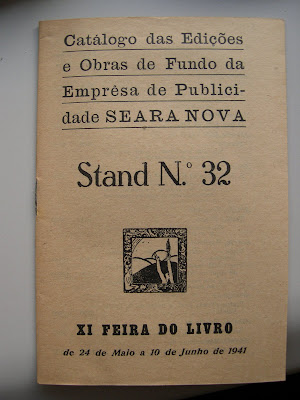 Catálogo das Edições
e Obras de Fundo da
Emprêsa de Publici-
dade SEARA NOVA
Stand N.º 32
XI FEIRA DO LIVRO
de 24 de Maio a 10 de Junho de 1941